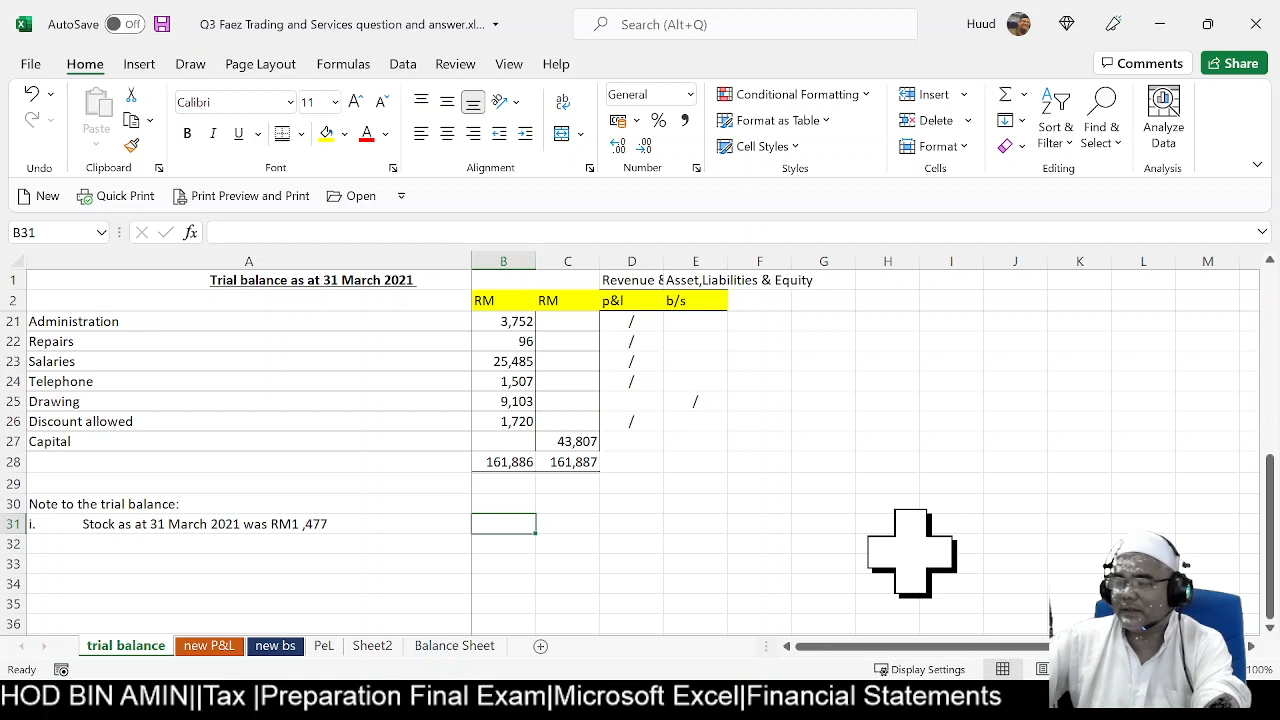 AutoSave Off Q3 Faez Trading and Services question and answer.xl... Search (Alt+Q) Huud
File Home Insert Draw Page Layout Formulas Data Review View Help Comments Share
Calibri 11 General Conditional Formatting Insert
Paste B I U Format as Table Delete Sort & Find & Analyze
Cell Styles Format Filter Select Data
Undo Clipboard Font Alignment Number Styles Cells Editing Analysis
New Quick Print Print Preview and Print Open
B31 fx
A B C D E F G H I J K L M
1 Trial balance as at 31 March 2021 Revenue & Asset,Liabilities & Equity
2 RM RM p&l b/s
21 Administration 3,752 /
22 Repairs 96 /
23 Salaries 25,485 /
24 Telephone 1,507 /
25 Drawing 9,103 /
26 Discount allowed 1,720 /
27 Capital 43,807
28 161,886 161,887
29
30 Note to the trial balance:
31 i. Stock as at 31 March 2021 was RM1 ,477
32
33
34
35
36
trial balance new P&L new bs PeL Sheet2 Balance Sheet
Ready Display Settings 100%
HOD BIN AMIN||Tax |Preparation Final Exam|Microsoft Excel|Financial Statements